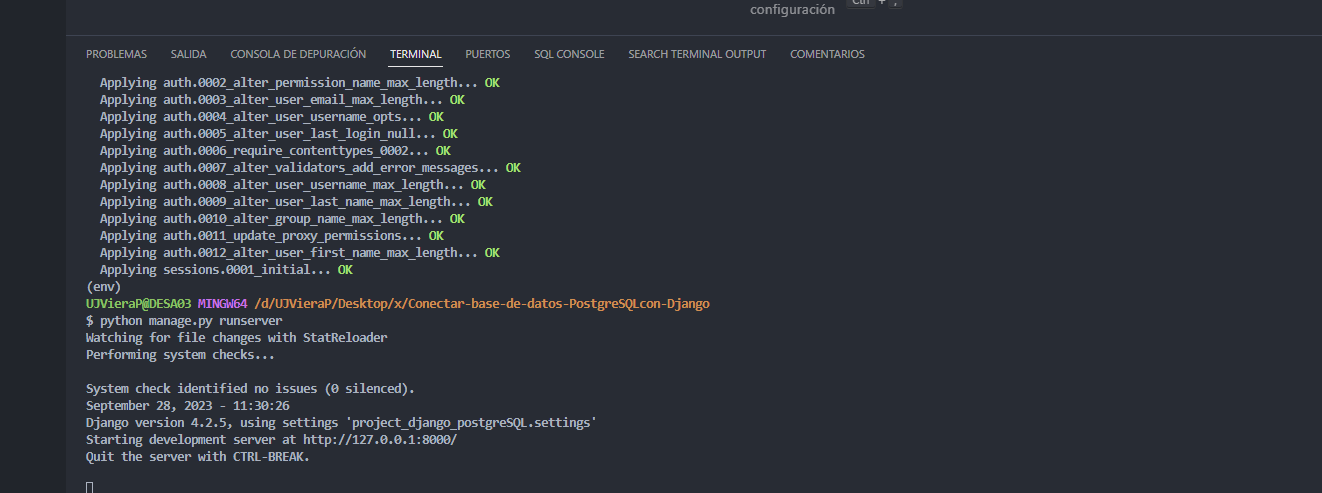 configuración Ctrl + ,
PROBLEMAS SALIDA CONSOLA DE DEPURACIÓN TERMINAL PUERTOS SQL CONSOLE SEARCH TERMINAL OUTPUT COMENTARIOS
Applying auth.0002_alter_permission_name_max_length... OK
Applying auth.0003_alter_user_email_max_length... OK
Applying auth.0004_alter_user_username_opts... OK
Applying auth.0005_alter_user_last_login_null... OK
Applying auth.0006_require_contenttypes_0002... OK
Applying auth.0007_alter_validators_add_error_messages... OK
Applying auth.0008_alter_user_username_max_length... OK
Applying auth.0009_alter_user_last_name_max_length... OK
Applying auth.0010_alter_group_name_max_length... OK
Applying auth.0011_update_proxy_permissions... OK
Applying auth.0012_alter_user_first_name_max_length... OK
Applying sessions.0001_initial... OK
(env)
UJVieraP@DESA03 MINGW64 /d/UJVieraP/Desktop/x/Conectar-base-de-datos-PostgreSQLcon-Django
$ python manage.py runserver
Watching for file changes with StatReloader
Performing system checks...
System check identified no issues (0 silenced).
September 28, 2023 - 11:30:26
Django version 4.2.5, using settings 'project_django_postgreSQL.settings'
Starting development server at http://127.0.0.1:8000/
Quit the server with CTRL-BREAK.